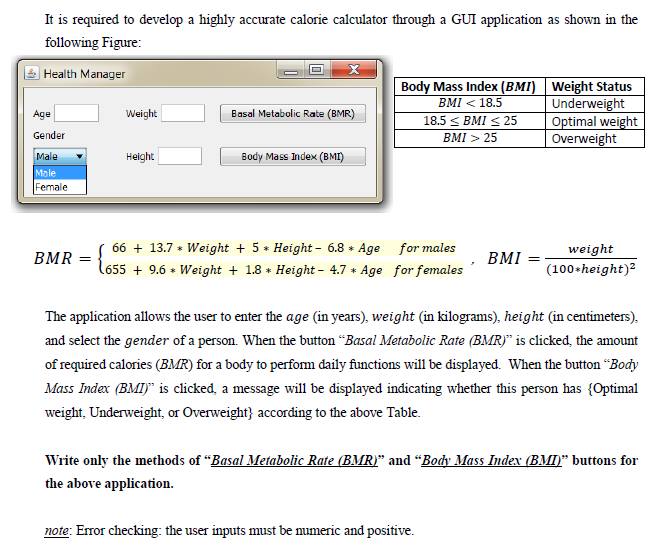 It is required to develop a highly accurate calorie calculator through a GUI application as shown in the
following Figure:
Health Manager
Age
Weight
Basal Metabolic Rate (BMR)
Gender
Male
Height
Body Mass Index (BMI)
Male
Female
Body Mass Index (BMI) Weight Status
BMI < 18.5 Underweight
18.5 ≤ BMI ≤ 25 Optimal weight
BMI > 25 Overweight
BMR = { 66 + 13.7 * Weight + 5 * Height – 6.8 * Age for males
655 + 9.6 * Weight + 1.8 * Height – 4.7 * Age for females
, BMI = weight / (100*height)²
The application allows the user to enter the age (in years), weight (in kilograms), height (in centimeters),
and select the gender of a person. When the button “Basal Metabolic Rate (BMR)” is clicked, the amount
of required calories (BMR) for a body to perform daily functions will be displayed. When the button “Body
Mass Index (BMI)” is clicked, a message will be displayed indicating whether this person has {Optimal
weight, Underweight, or Overweight} according to the above Table.
Write only the methods of “Basal Metabolic Rate (BMR)” and “Body Mass Index (BMI)” buttons for
the above application.
note: Error checking: the user inputs must be numeric and positive.